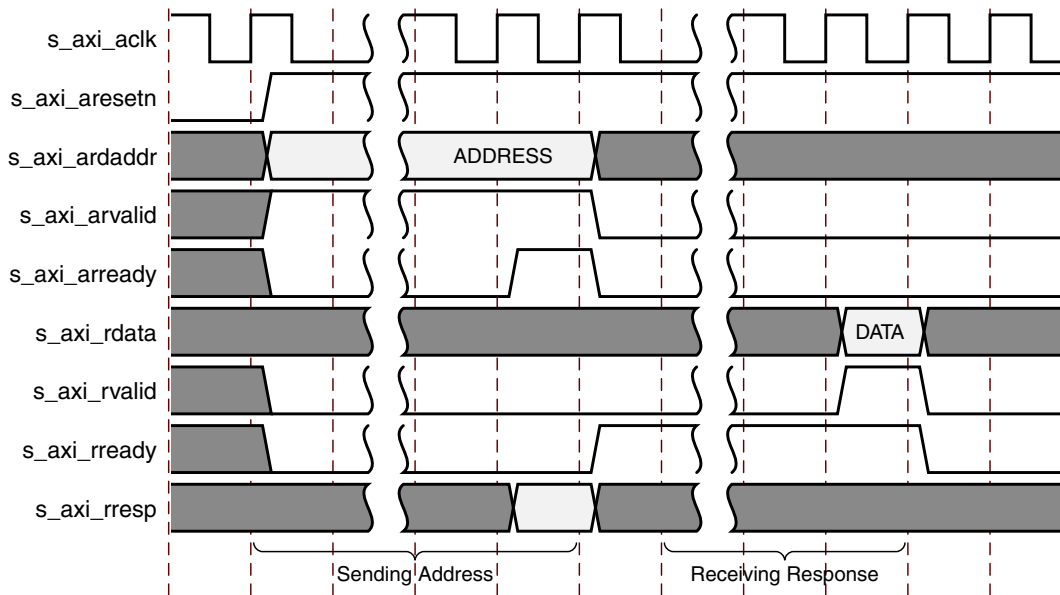 s_axi_aclk
s_axi_aresetn
s_axi_ardaddr
ADDRESS
s_axi_arvalid
s_axi_arready
s_axi_rdata
DATA
s_axi_rvalid
s_axi_rready
s_axi_rresp
Sending Address
Receiving Response